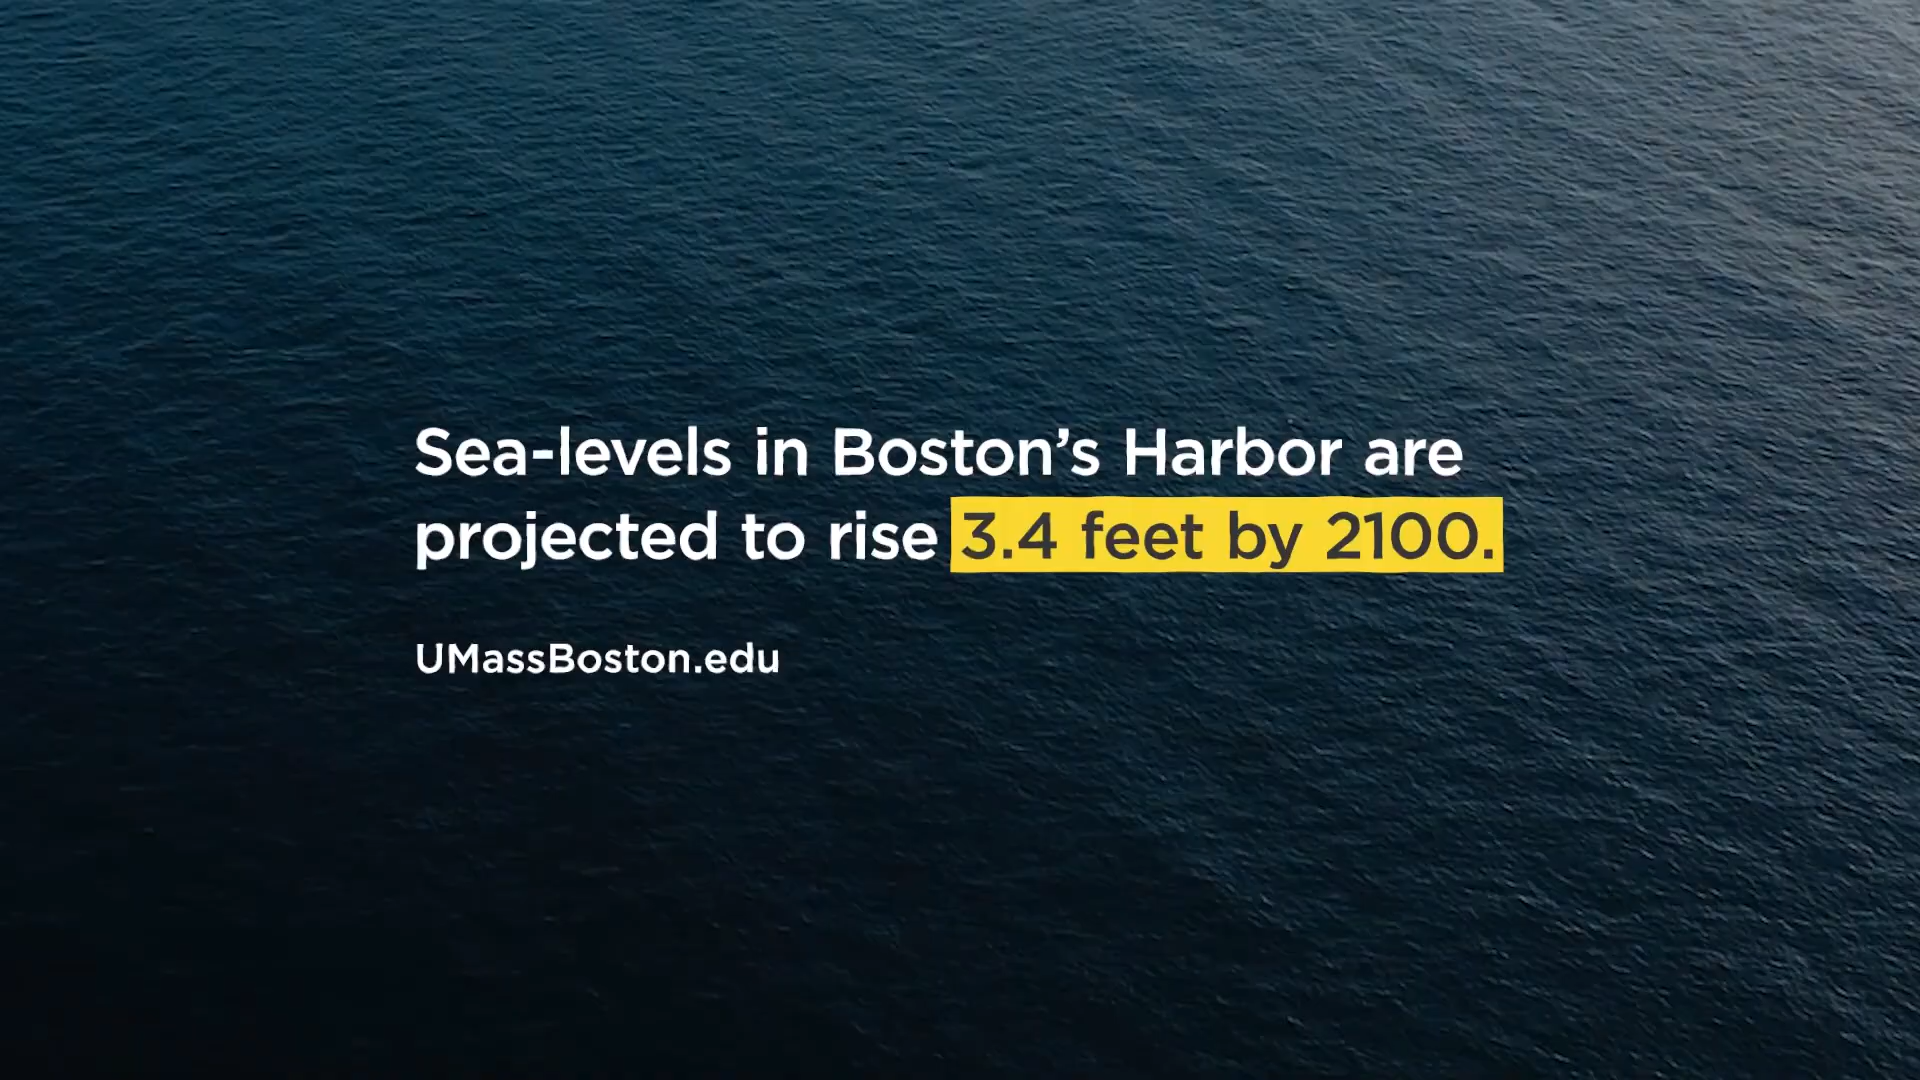 Sea-levels in Boston’s Harbor are
projected to rise 3.4 feet by 2100.
UMassBoston.edu